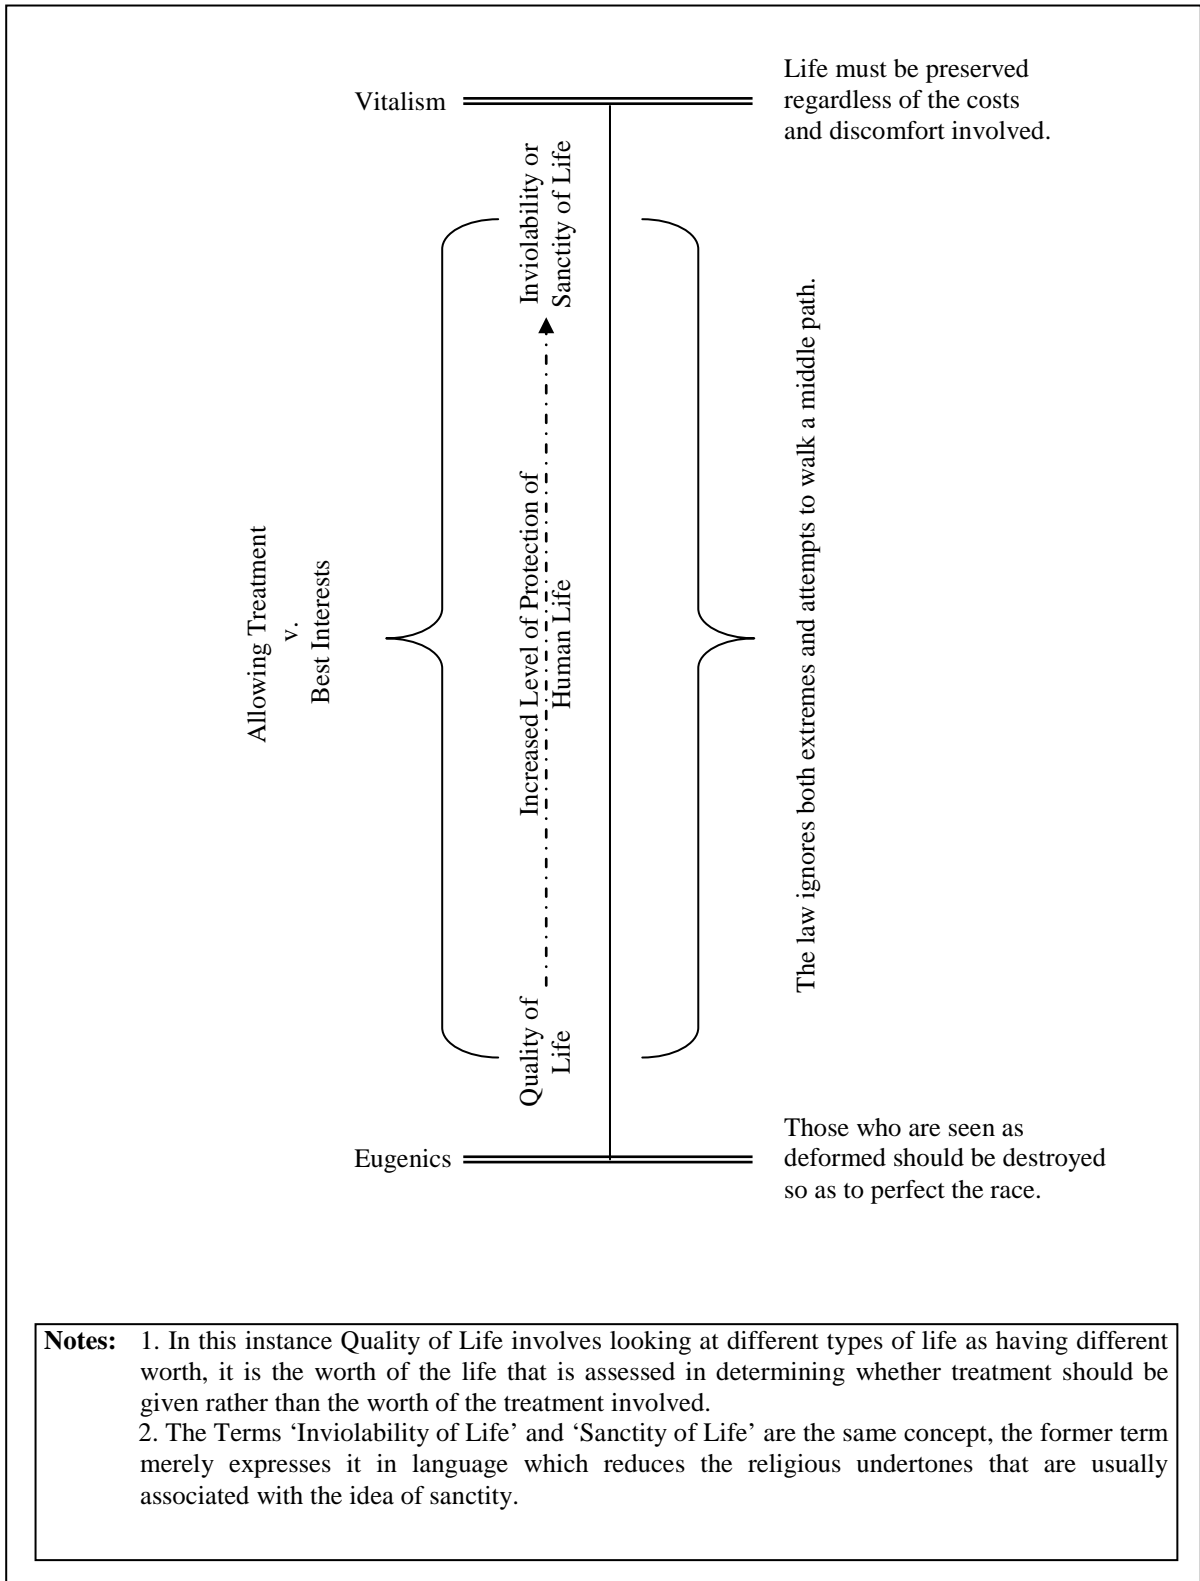 Vitalism
Life must be preserved
regardless of the costs
and discomfort involved.
Inviolability or
Sanctity of Life
Allowing Treatment
v.
Best Interests
Increased Level of Protection of
Human Life
The law ignores both extremes and attempts to walk a middle path.
Quality of
Life
Eugenics
Those who are seen as
deformed should be destroyed
so as to perfect the race.
Notes: 1. In this instance Quality of Life involves looking at different types of life as having different
worth, it is the worth of the life that is assessed in determining whether treatment should be
given rather than the worth of the treatment involved.
2. The Terms ‘Inviolability of Life’ and ‘Sanctity of Life’ are the same concept, the former term
merely expresses it in language which reduces the religious undertones that are usually
associated with the idea of sanctity.